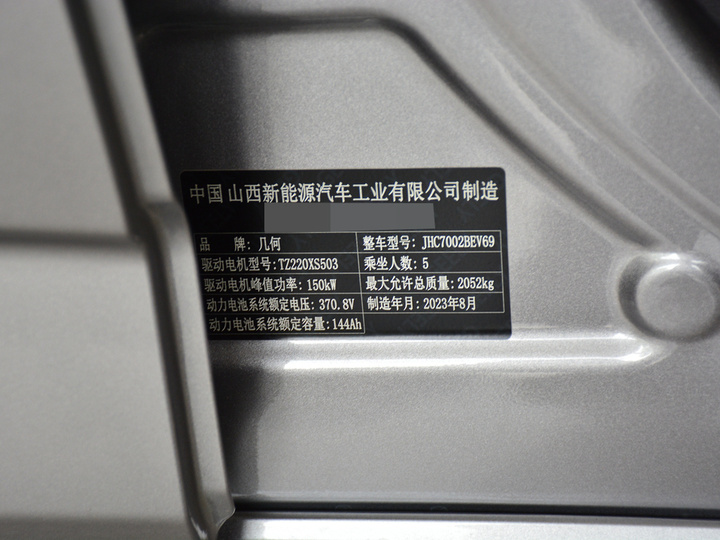 中国 山西新能源汽车工业有限公司制造
品 牌: 几何 整车型号: JHC7002BEV69
驱动电机型号: TZ220XS503 乘坐人数: 5
驱动电机峰值功率: 150kW 最大允许总质量: 2052kg
动力电池系统额定电压: 370.8V 制造年月: 2023年8月
动力电池系统额定容量: 144Ah